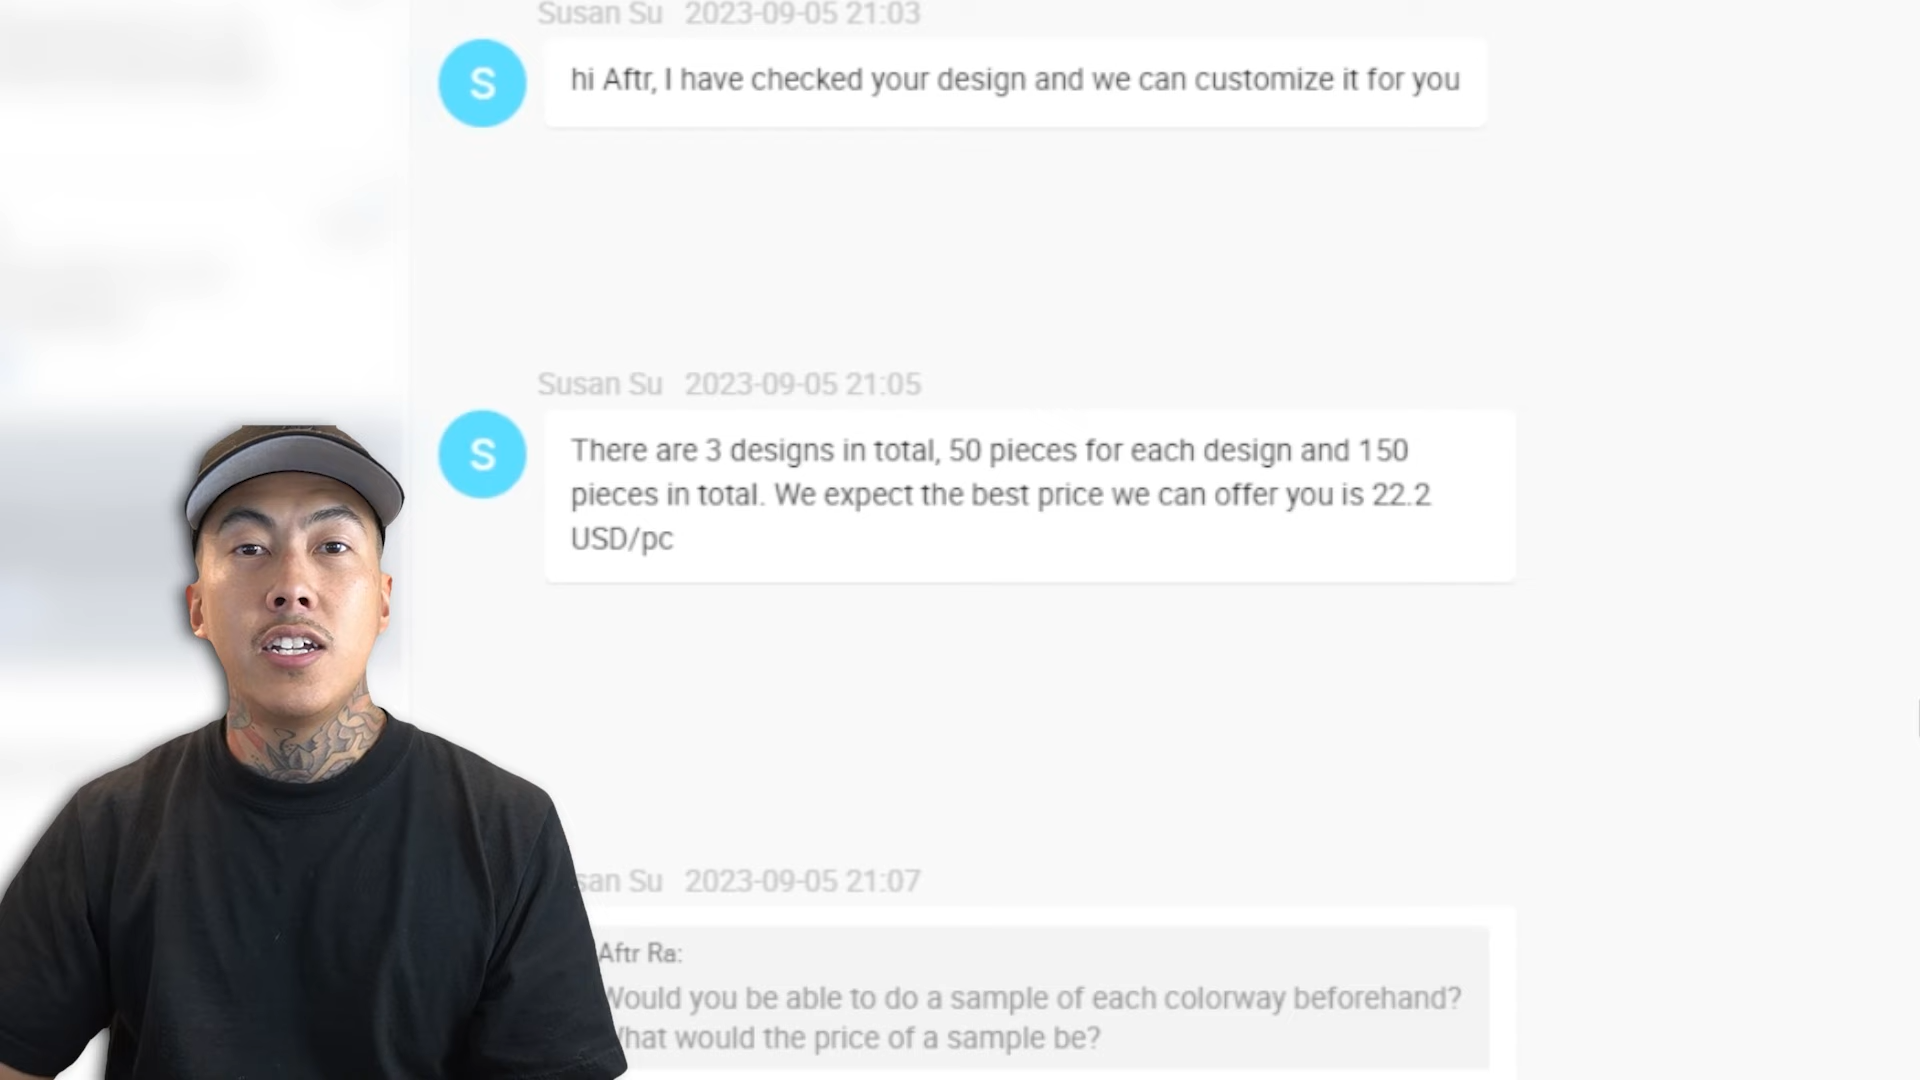 Susan Su 2023-09-05 21:03
S
hi Aftr, I have checked your design and we can customize it for you
Susan Su 2023-09-05 21:05
S
There are 3 designs in total, 50 pieces for each design and 150
pieces in total. We expect the best price we can offer you is 22.2
USD/pc
san Su 2023-09-05 21:07
Aftr Ra:
Would you be able to do a sample of each colorway beforehand?
What would the price of a sample be?